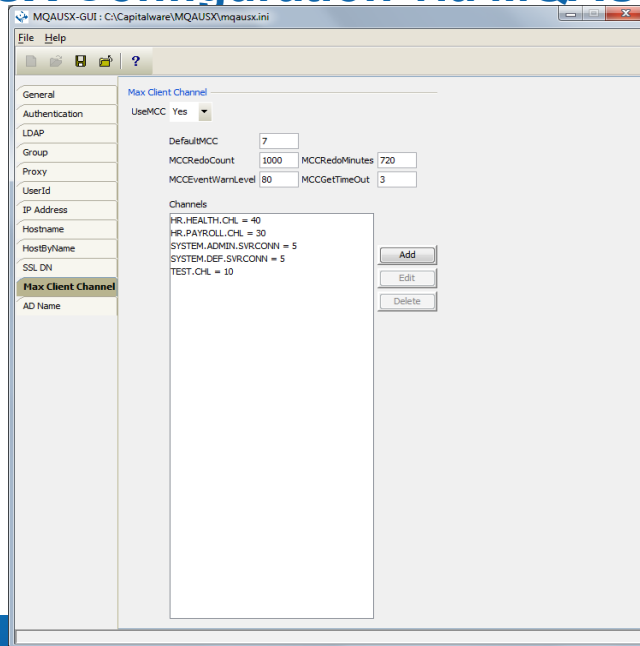 MQAUSX-GUI : C:\Capitalware\MQAUSX\mqausx.ini
File Help
?
General
Authentication
LDAP
Group
Proxy
UserId
IP Address
Hostname
HostByName
SSL DN
Max Client Channel
AD Name
Max Client Channel
UseMCC Yes
DefaultMCC 7
MCCRedoCount 1000 MCCRedoMinutes 720
MCCEventWarnLevel 80 MCCGetTimeOut 3
Channels
HR.HEALTH.CHL = 40
HR.PAYROLL.CHL = 30
SYSTEM.ADMIN.SVRCONN = 5
SYSTEM.DEF.SVRCONN = 5
TEST.CHL = 10
Add
Edit
Delete